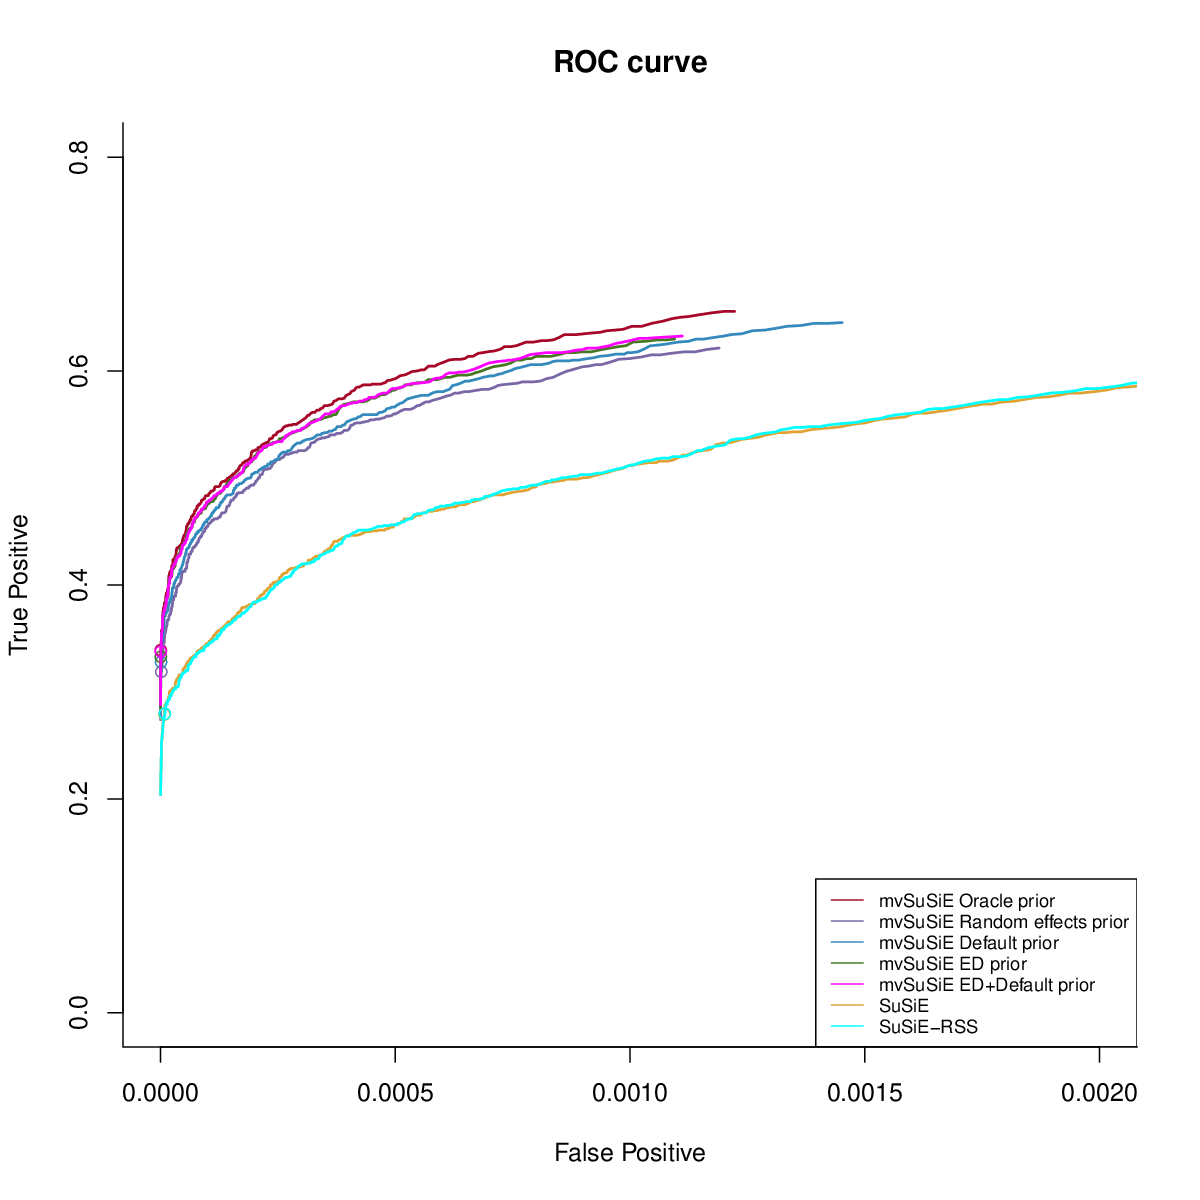 ROC curve
True Positive
0.8
0.6
0.4
0.2
0.0
mvSuSiE Oracle prior
mvSuSiE Random effects prior
mvSuSiE Default prior
mvSuSiE ED prior
mvSuSiE ED+Default prior
SuSiE
SuSiE−RSS
0.0000 0.0005 0.0010 0.0015 0.0020
False Positive